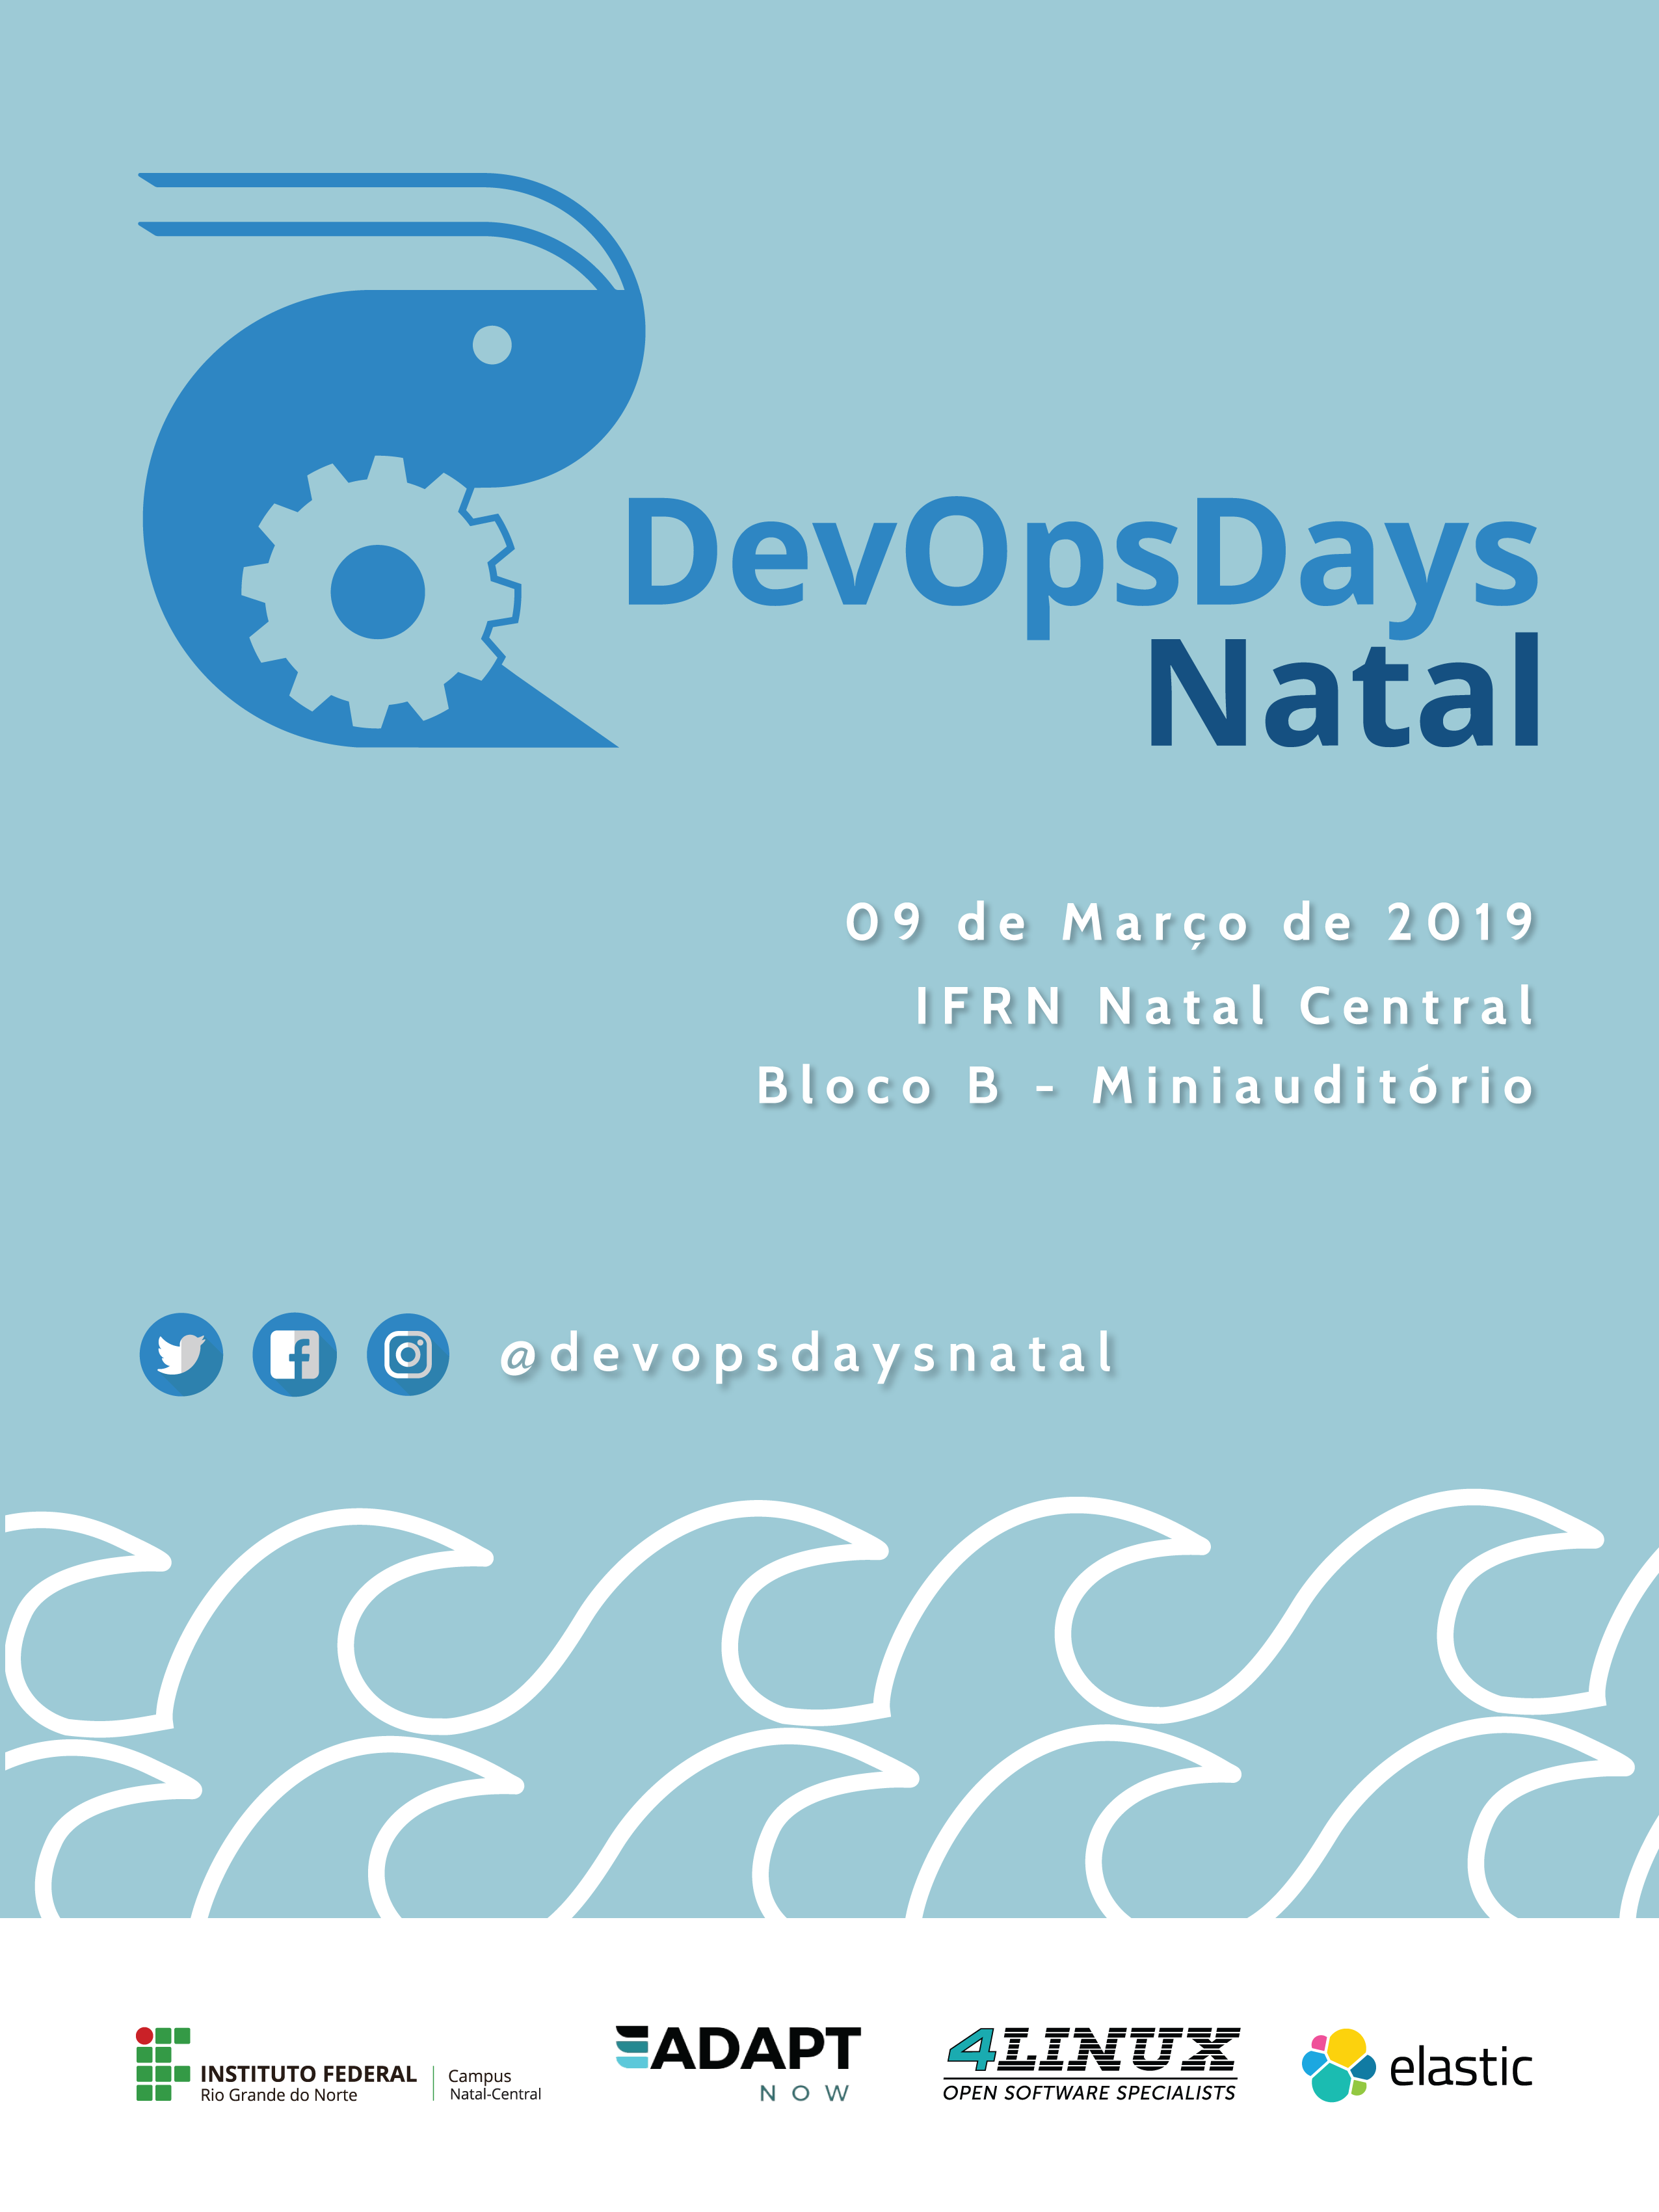 DevOpsDays
Natal
09 de Março de 2019
IFRN Natal Central
Bloco B - Miniauditório
@devopsdaysnatal
INSTITUTO FEDERAL
Rio Grande do Norte
Campus
Natal-Central
ADAPT
NOW
4LINUX
OPEN SOFTWARE SPECIALISTS
elastic